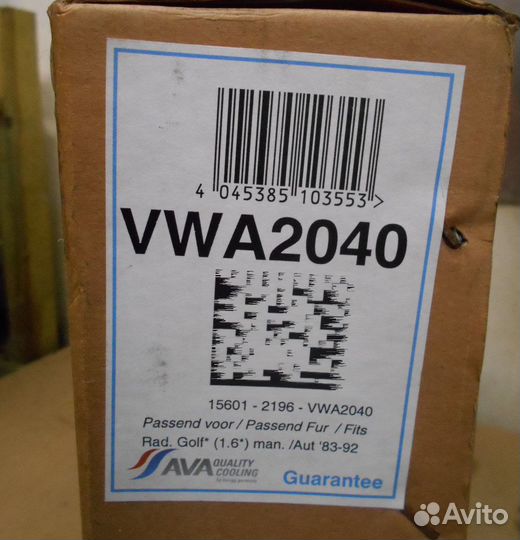 4 045385 103553 >
VWA2040
15601 - 2196 - VWA2040
Passend voor / Passend Fur / Fits
Rad. Golf* (1.6*) man. /Aut '83-92
AVA QUALITY COOLING
Guarantee
Avito